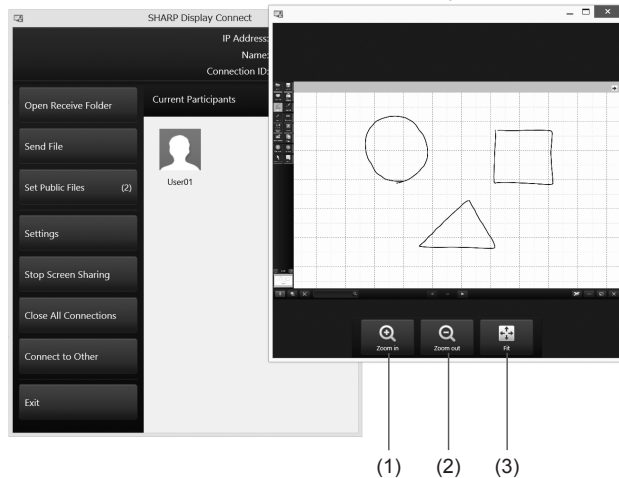 SHARP Display Connect
IP Address:
Name:
Connection ID:
Open Receive Folder
Send File
Set Public Files (2)
Settings
Stop Screen Sharing
Close All Connections
Connect to Other
Exit
Current Participants
User01
Zoom in
Zoom out
Fit
(1)
(2)
(3)